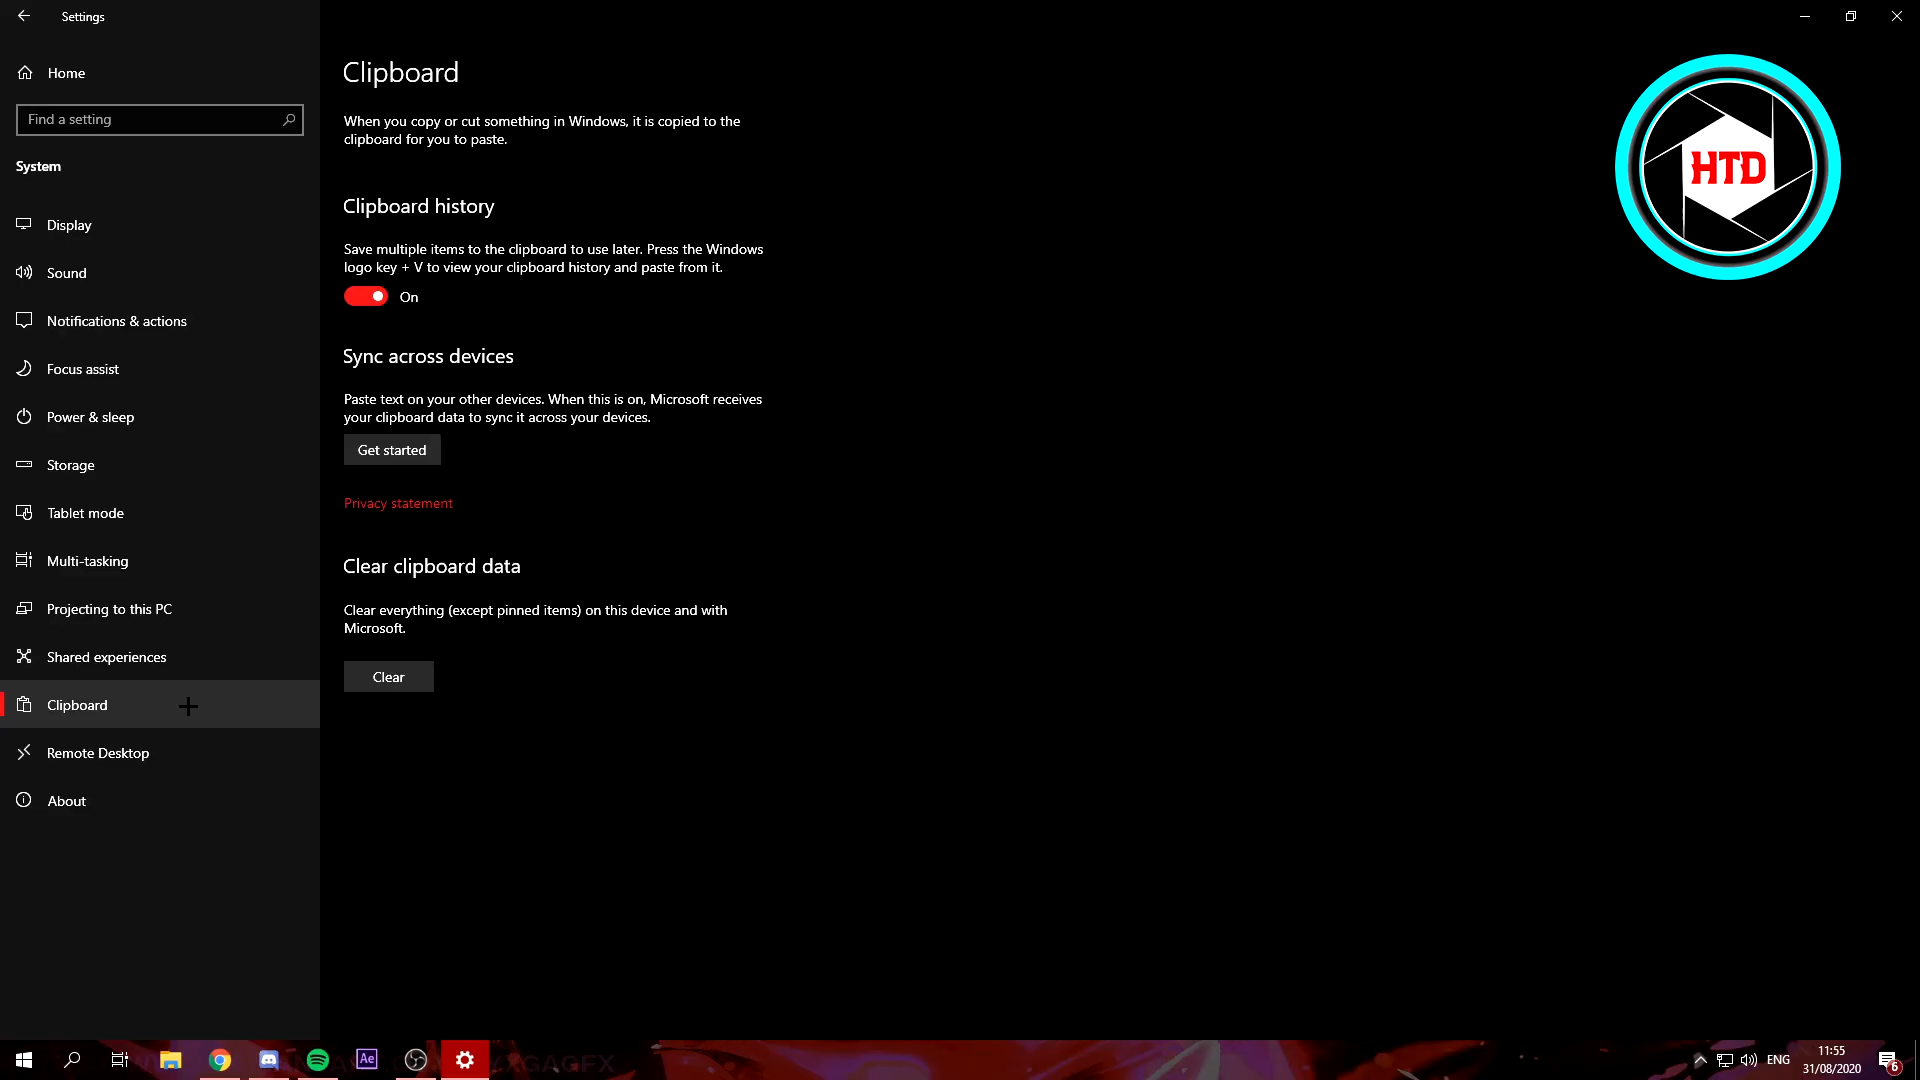 Settings
Home
Find a setting
System
Display
Sound
Notifications & actions
Focus assist
Power & sleep
Storage
Tablet mode
Multi-tasking
Projecting to this PC
Shared experiences
Clipboard
Remote Desktop
About
Clipboard
When you copy or cut something in Windows, it is copied to the
clipboard for you to paste.
Clipboard history
Save multiple items to the clipboard to use later. Press the Windows
logo key + V to view your clipboard history and paste from it.
On
Sync across devices
Paste text on your other devices. When this is on, Microsoft receives
your clipboard data to sync it across your devices.
Get started
Privacy statement
Clear clipboard data
Clear everything (except pinned items) on this device and with
Microsoft.
Clear
HTD
Ae
ENG
11:55
31/08/2020
6